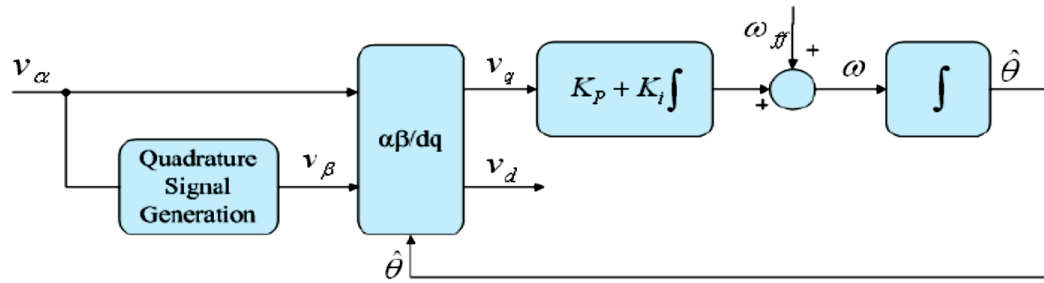 v_α
Quadrature
Signal
Generation
v_β
αβ/dq
v_q
v_d
K_p + K_i ∫
ω_ff
+
+
ω
∫
θ̂
θ̂